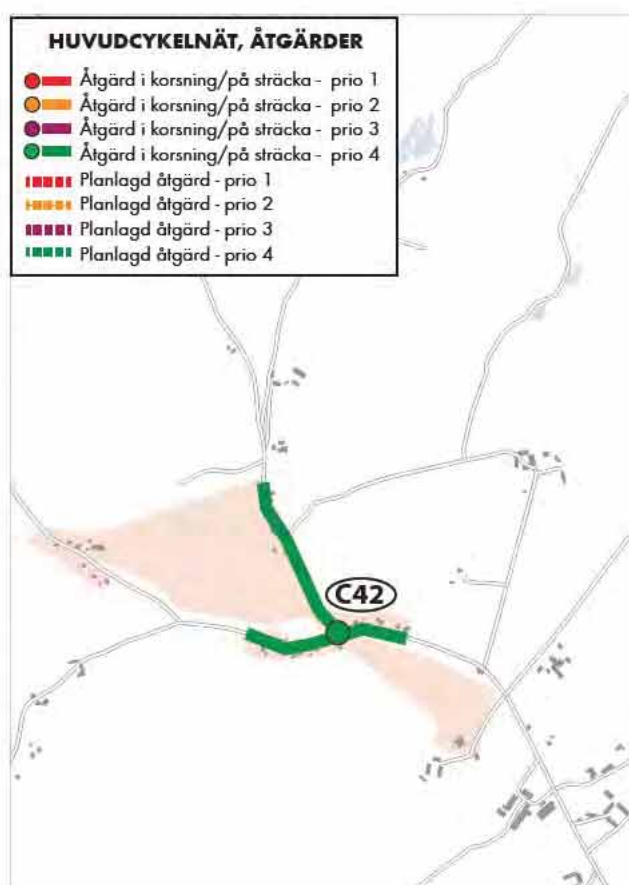 HUVUDCYKELNÄT, ÅTGÄRDER
Åtgärd i korsning/på sträcka - prio 1
Åtgärd i korsning/på sträcka - prio 2
Åtgärd i korsning/på sträcka - prio 3
Åtgärd i korsning/på sträcka - prio 4
Planlagd åtgärd - prio 1
Planlagd åtgärd - prio 2
Planlagd åtgärd - prio 3
Planlagd åtgärd - prio 4
C42